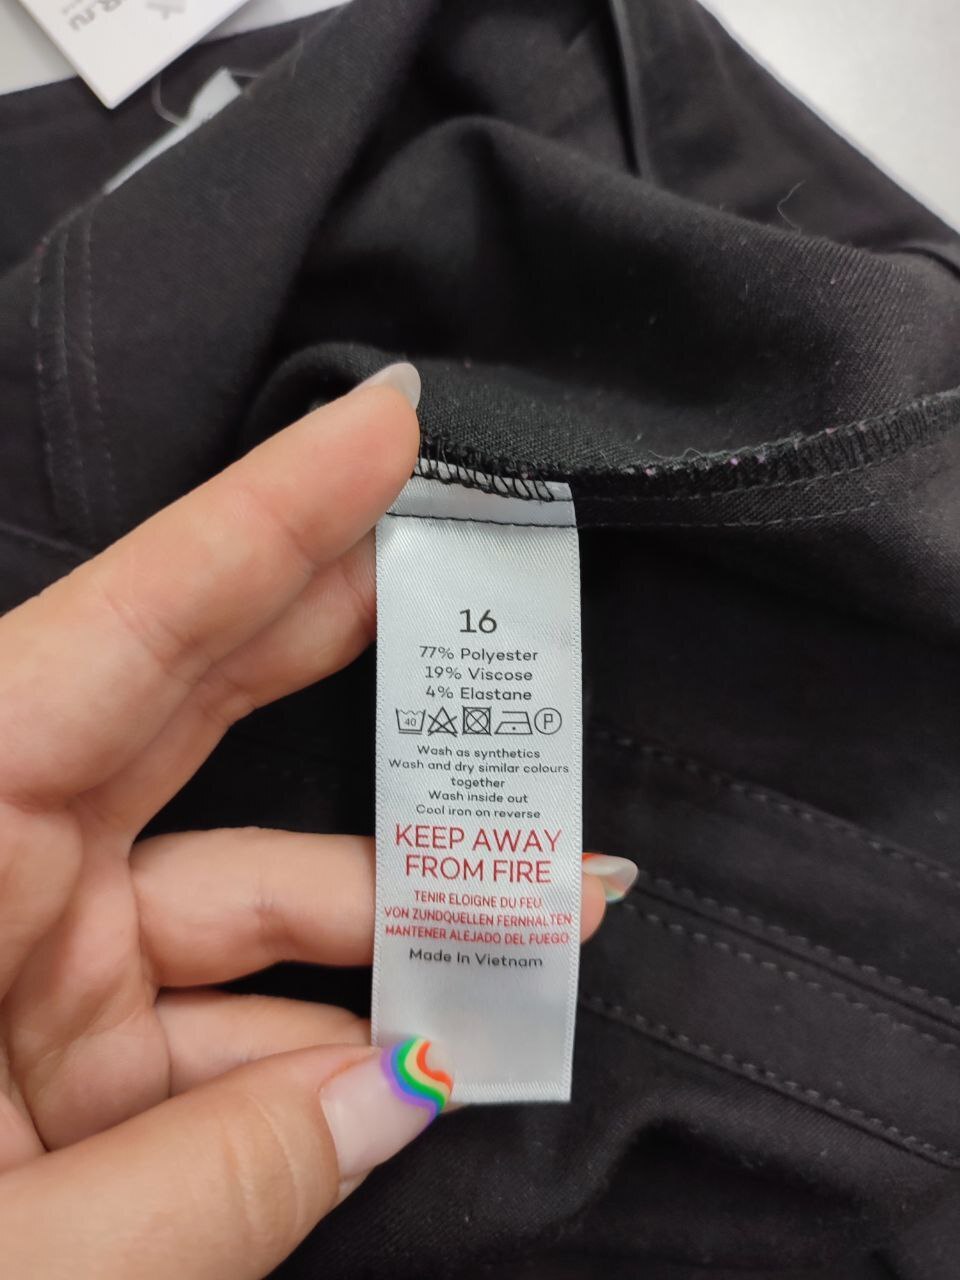 16
77% Polyester
19% Viscose
4% Elastane
40 P
Wash as synthetics
Wash and dry similar colours
together
Wash inside out
Cool iron on reverse
KEEP AWAY
FROM FIRE
TENIR ELOIGNE DU FEU
VON ZUNDQUELLEN FERNHALTEN
MANTENER ALEJADO DEL FUEGO
Made In Vietnam